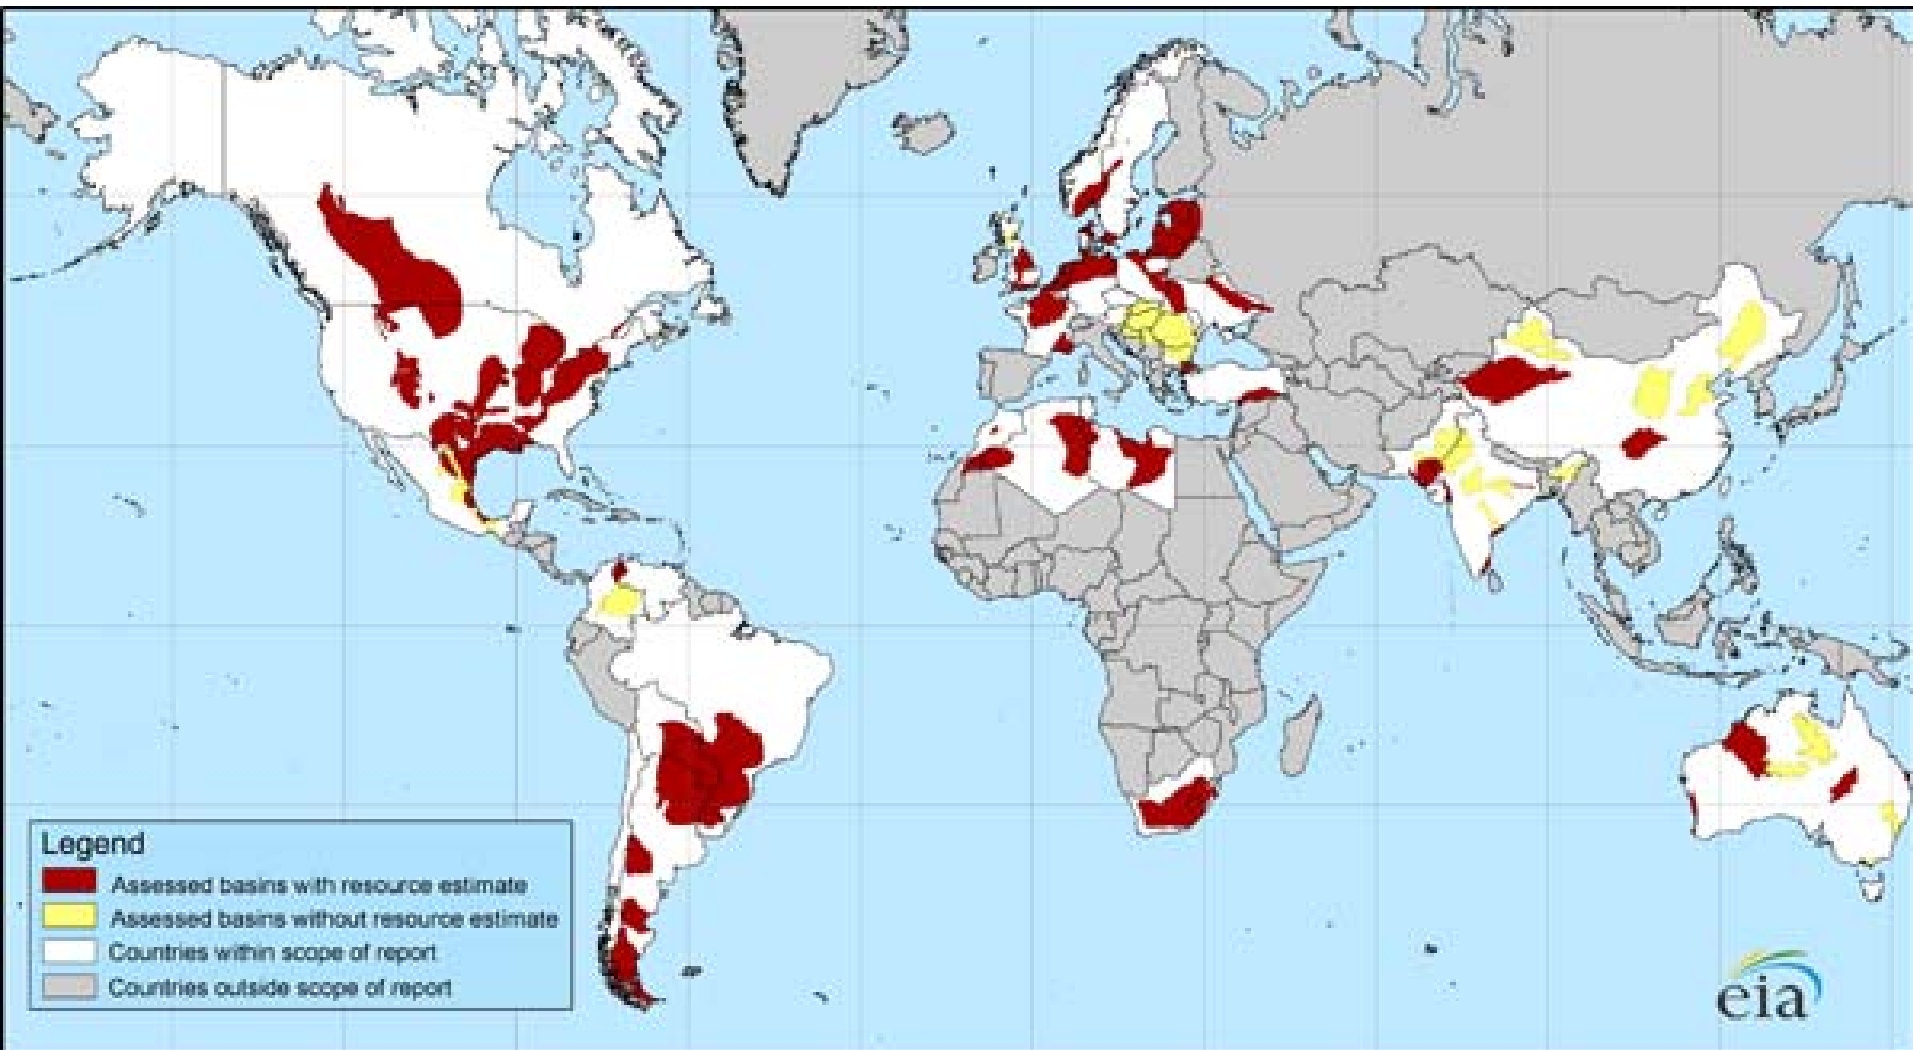 Legend
Assessed basins with resource estimate
Assessed basins without resource estimate
Countries within scope of report
Countries outside scope of report
eia